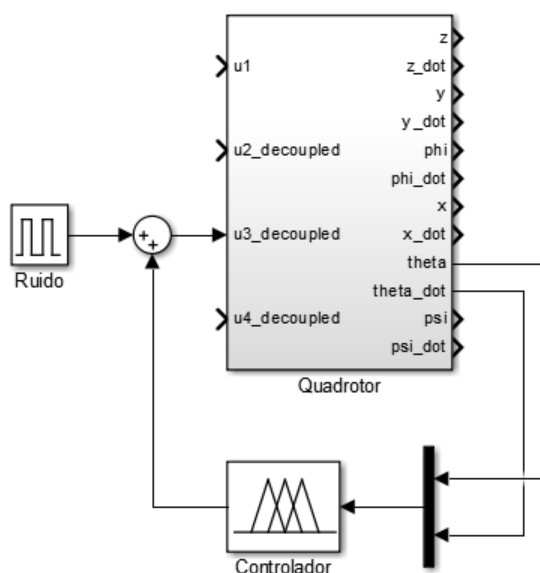 z
z_dot
u1
y
y_dot
u2_decoupled
phi
phi_dot
x
u3_decoupled
x_dot
theta
theta_dot
u4_decoupled
psi
psi_dot
Quadrotor
+
+
Ruido
Controlador